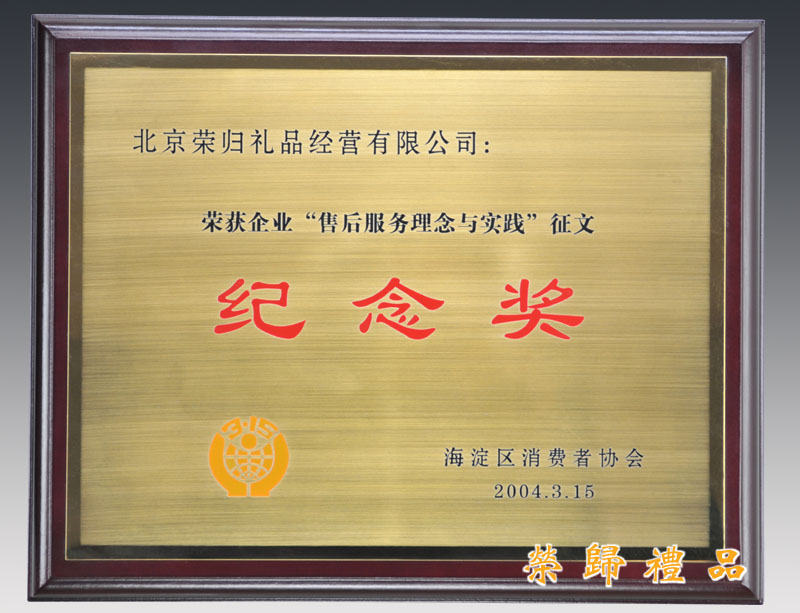 北京荣归礼品经营有限公司：
荣获企业“售后服务理念与实践”征文
纪念奖
3·15
海淀区消费者协会
2004.3.15
榮歸禮品